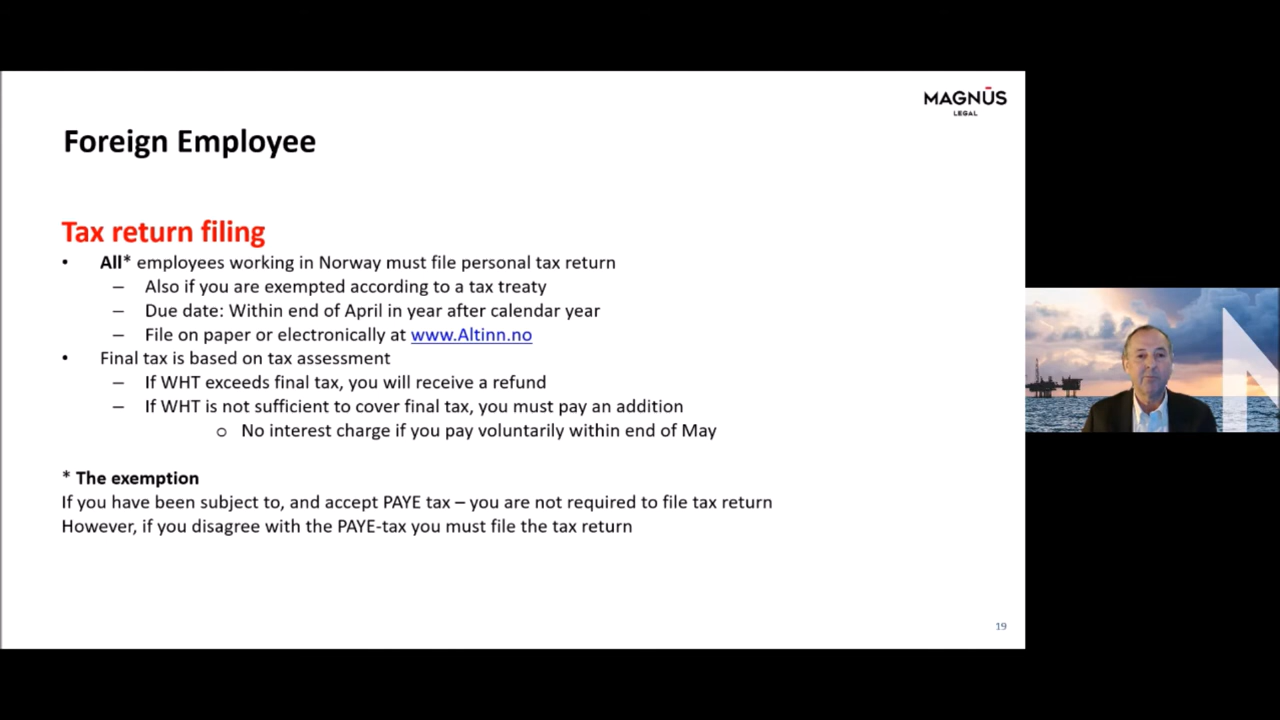 MAGNŪS
LEGAL
Foreign Employee
Tax return filing
• All* employees working in Norway must file personal tax return
– Also if you are exempted according to a tax treaty
– Due date: Within end of April in year after calendar year
– File on paper or electronically at www.Altinn.no
• Final tax is based on tax assessment
– If WHT exceeds final tax, you will receive a refund
– If WHT is not sufficient to cover final tax, you must pay an addition
o No interest charge if you pay voluntarily within end of May
* The exemption
If you have been subject to, and accept PAYE tax – you are not required to file tax return
However, if you disagree with the PAYE-tax you must file the tax return
19